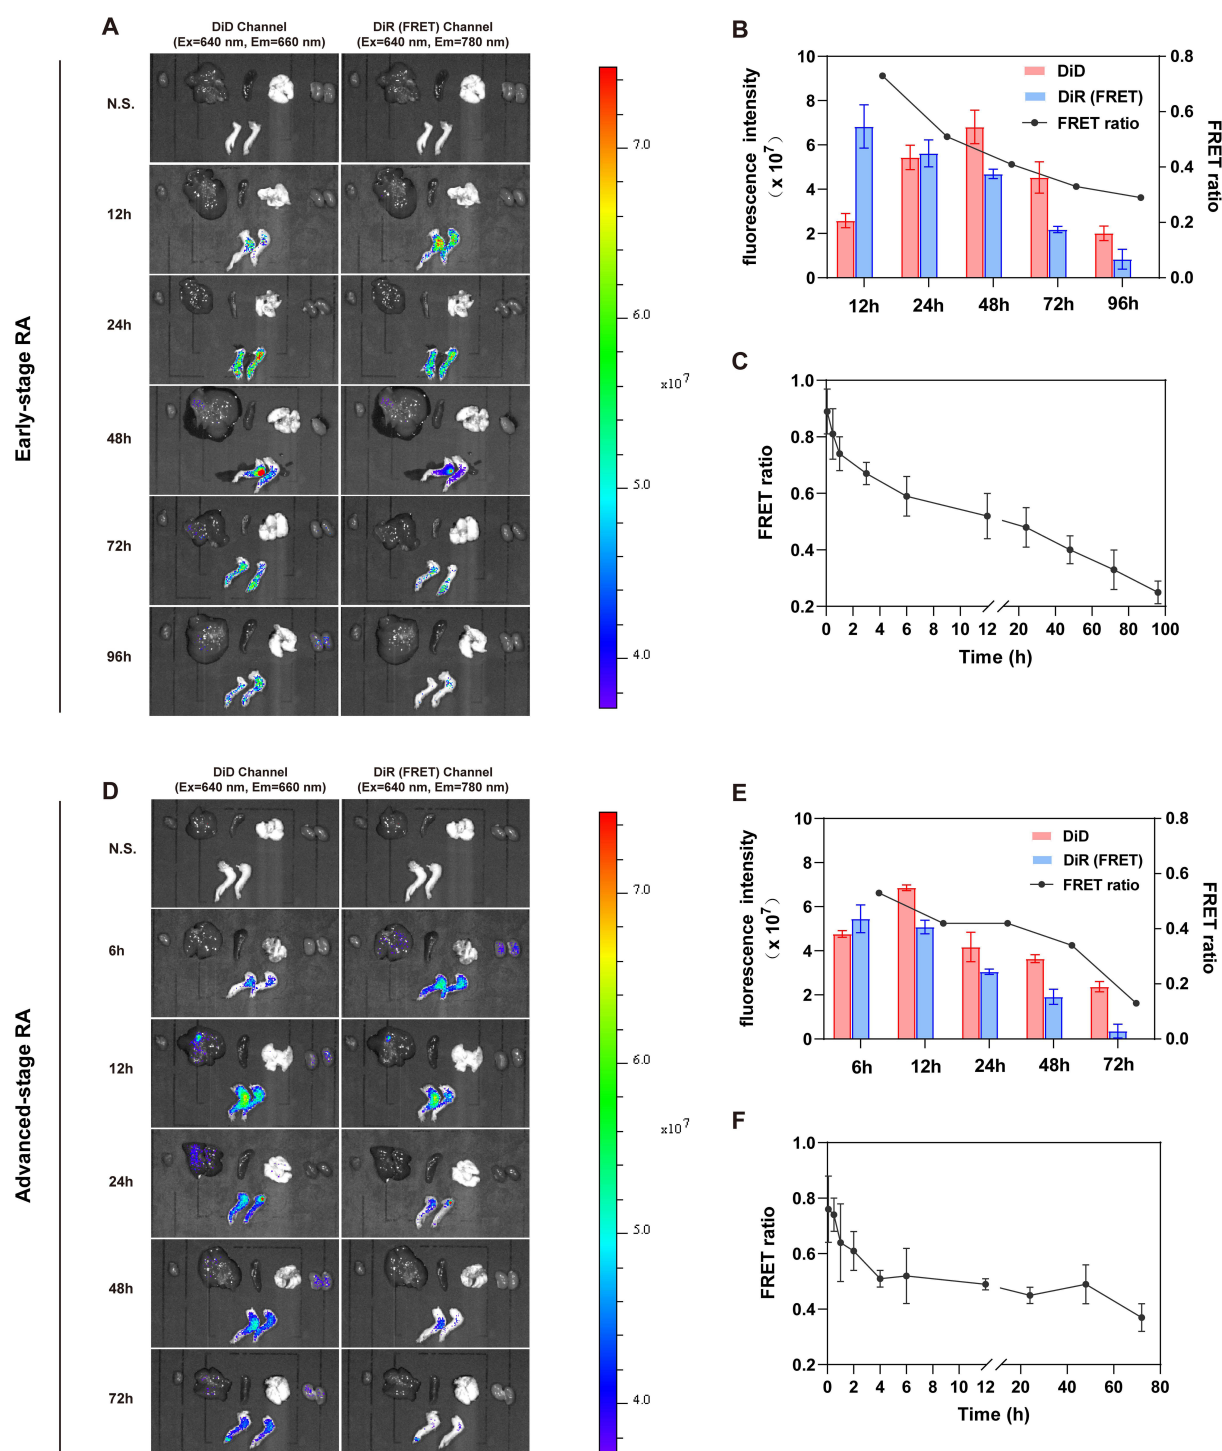 A
DiD Channel
(Ex=640 nm, Em=660 nm)
DiR (FRET) Channel
(Ex=640 nm, Em=780 nm)
Early-stage RA
N.S.
12h
24h
48h
72h
96h
7.0
6.0
x10⁷
5.0
4.0
B
fluorescence intensity
(x 10⁷)
10
8
6
4
2
0
DiD
DiR (FRET)
FRET ratio
0.8
0.6
0.4
0.2
0.0
FRET ratio
12h 24h 48h 72h 96h
C
FRET ratio
1.0
0.8
0.6
0.4
0.2
0 2 4 6 8 10 12 20 40 60 80 100
Time (h)
D
DiD Channel
(Ex=640 nm, Em=660 nm)
DiR (FRET) Channel
(Ex=640 nm, Em=780 nm)
Advanced-stage RA
N.S.
6h
12h
24h
48h
72h
7.0
6.0
x10⁷
5.0
4.0
E
fluorescence intensity
(x 10⁷)
10
8
6
4
2
0
DiD
DiR (FRET)
FRET ratio
0.8
0.6
0.4
0.2
0.0
FRET ratio
6h 12h 24h 48h 72h
F
FRET ratio
1.0
0.8
0.6
0.4
0.2
0 2 4 6 8 10 12 20 40 60 80
Time (h)